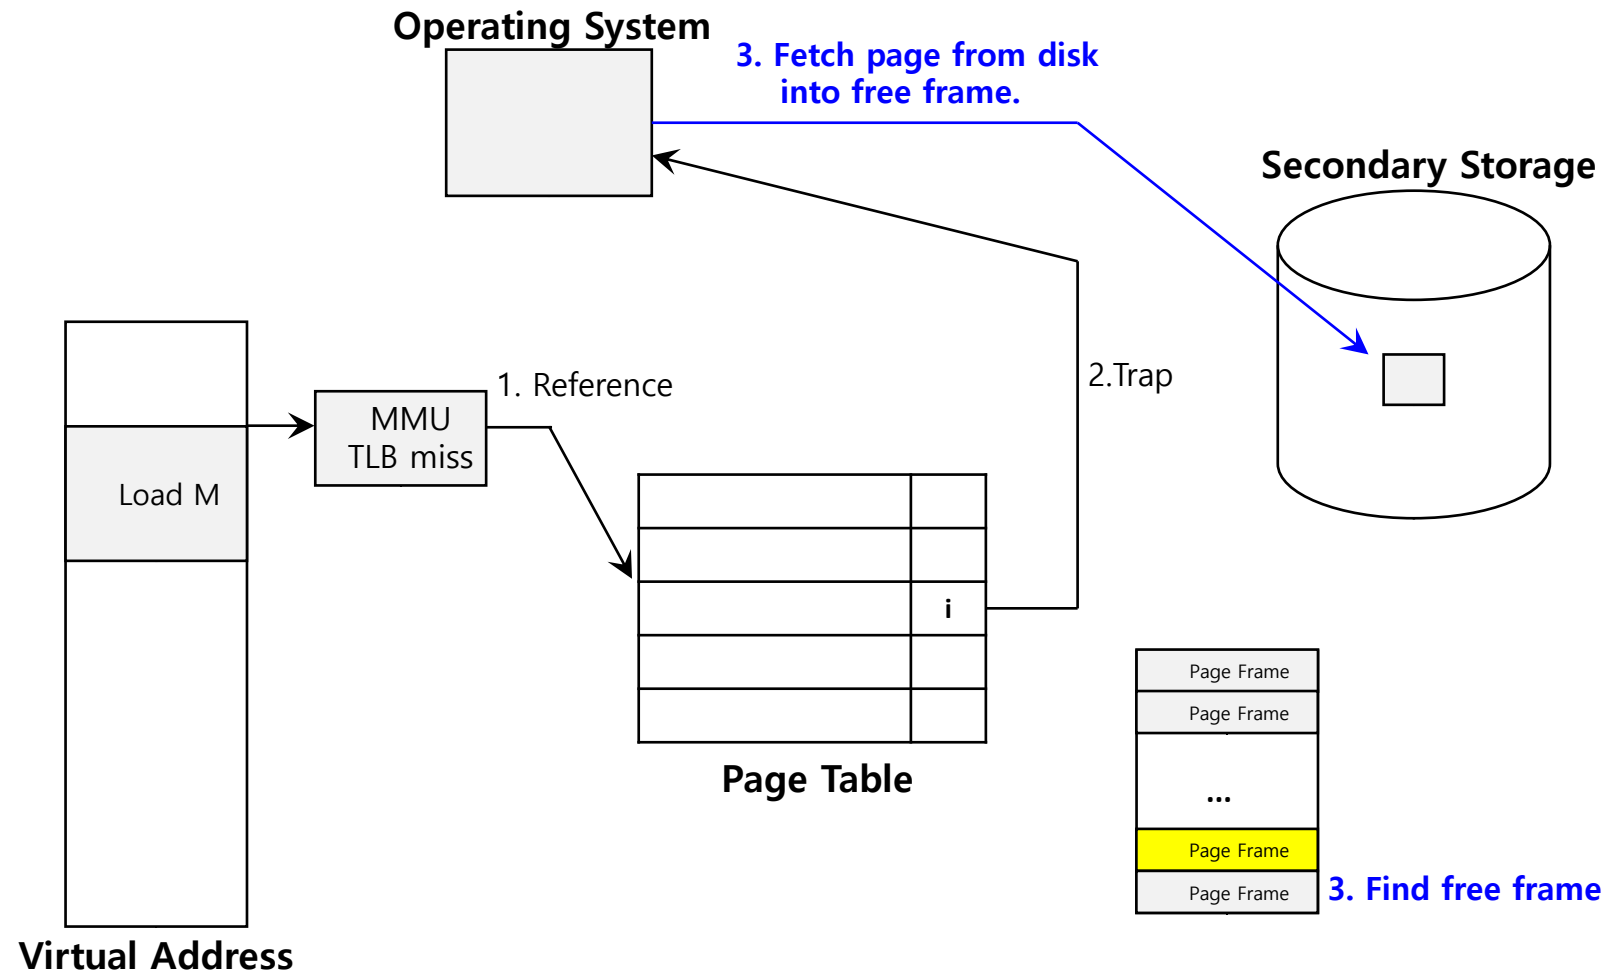 Operating System
3. Fetch page from disk
into free frame.
Secondary Storage
1. Reference
2.Trap
MMU
TLB miss
Load M
i
Page Table
Page Frame
Page Frame
...
Page Frame
Page Frame
3. Find free frame
Virtual Address